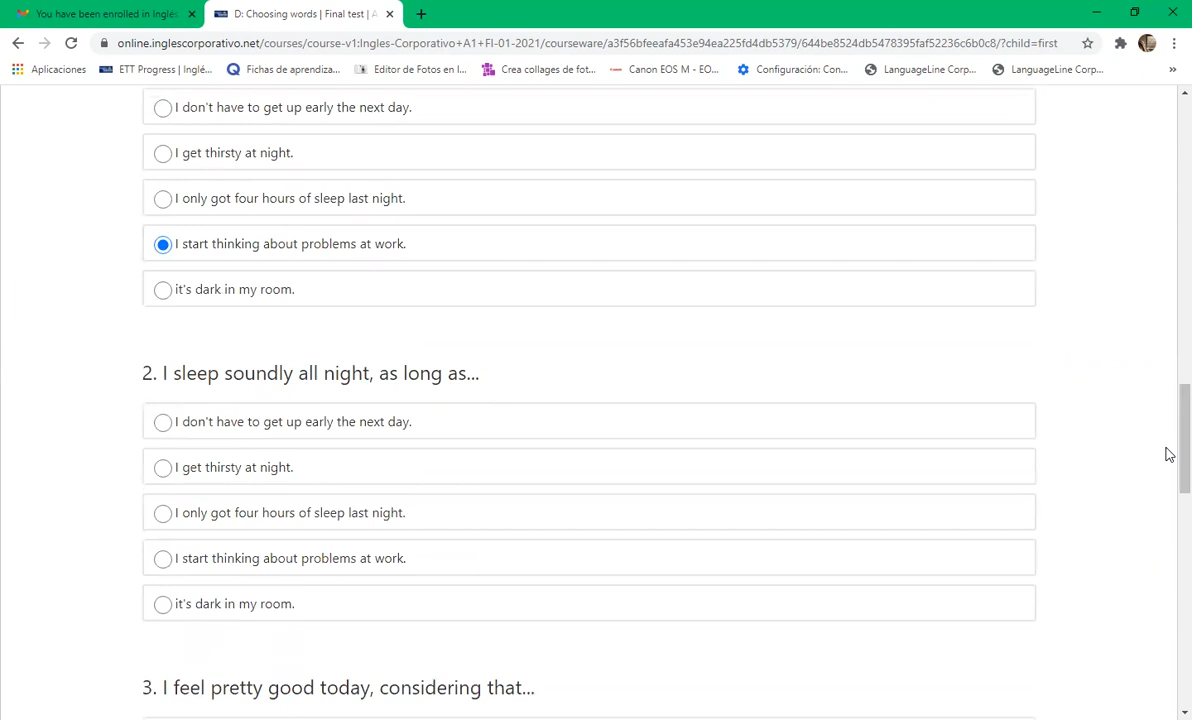 You have been enrolled in Inglés
D: Choosing words | Final test | A
online.inglescorporativo.net/courses/course-v1:Ingles-Corporativo+A1+FI-01-2021/courseware/a3f56bfeefa453e94ea225fd4db5379/644be8524db5478395faf52236c6b0c8/?child=first
Aplicaciones ETT Progress | Inglé... Fichas de aprendiza... Editor de Fotos en l... Crea collages de fot... Canon EOS M - EO... Configuración: Con... LanguageLine Corp... LanguageLine Corp...
I don't have to get up early the next day.
I get thirsty at night.
I only got four hours of sleep last night.
I start thinking about problems at work.
it's dark in my room.
2. I sleep soundly all night, as long as...
I don't have to get up early the next day.
I get thirsty at night.
I only got four hours of sleep last night.
I start thinking about problems at work.
it's dark in my room.
3. I feel pretty good today, considering that...